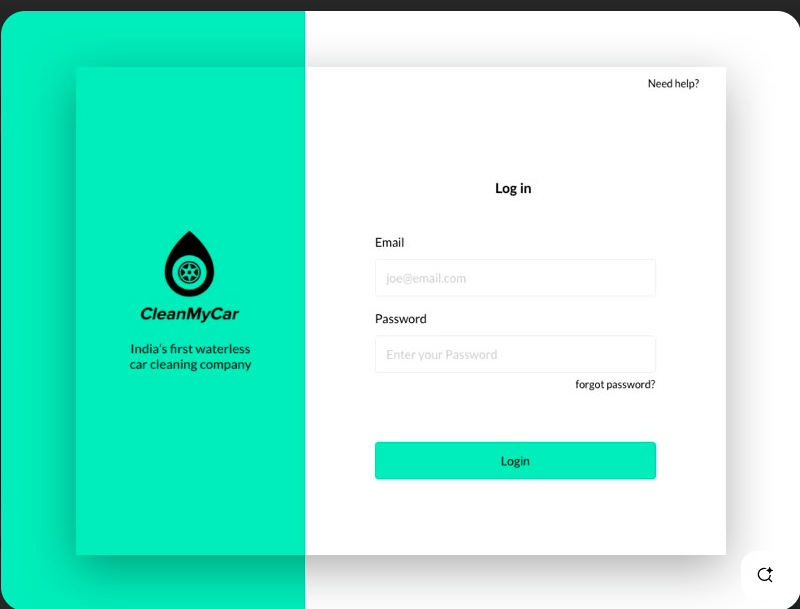 Need help?
Log in
Email
joe@email.com
Password
Enter your Password
forgot password?
Login
CleanMyCar
India's first waterless
car cleaning company